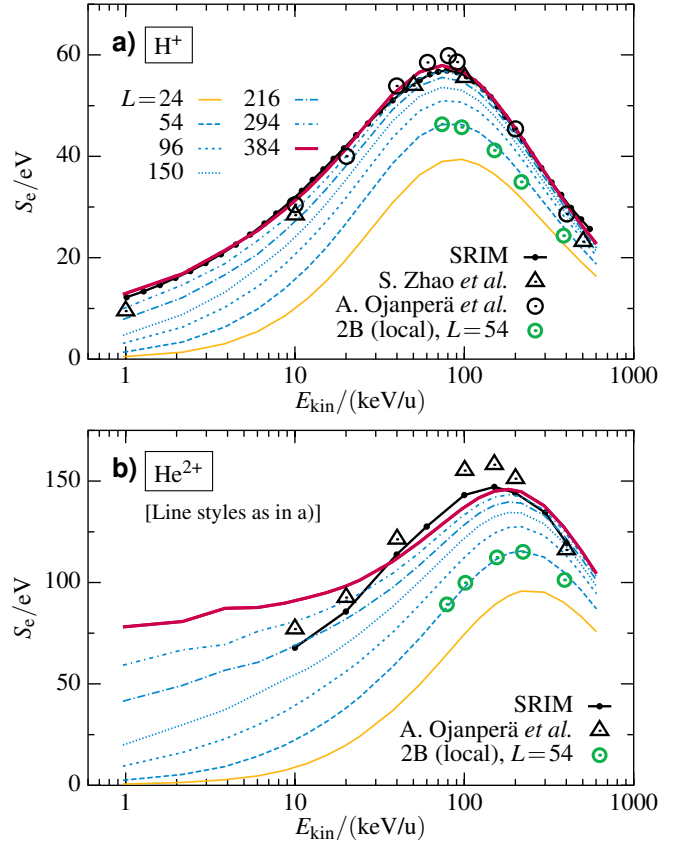 a) H⁺
L=24
54
96
150
216
294
384
SRIM
S. Zhao et al.
A. Ojanperä et al.
2B (local), L=54
Sₑ/eV
0
20
40
60
1
10
100
1000
E_kin/(keV/u)
b) He²⁺
[Line styles as in a)]
SRIM
A. Ojanperä et al.
2B (local), L=54
Sₑ/eV
0
50
100
150
1
10
100
1000
E_kin/(keV/u)